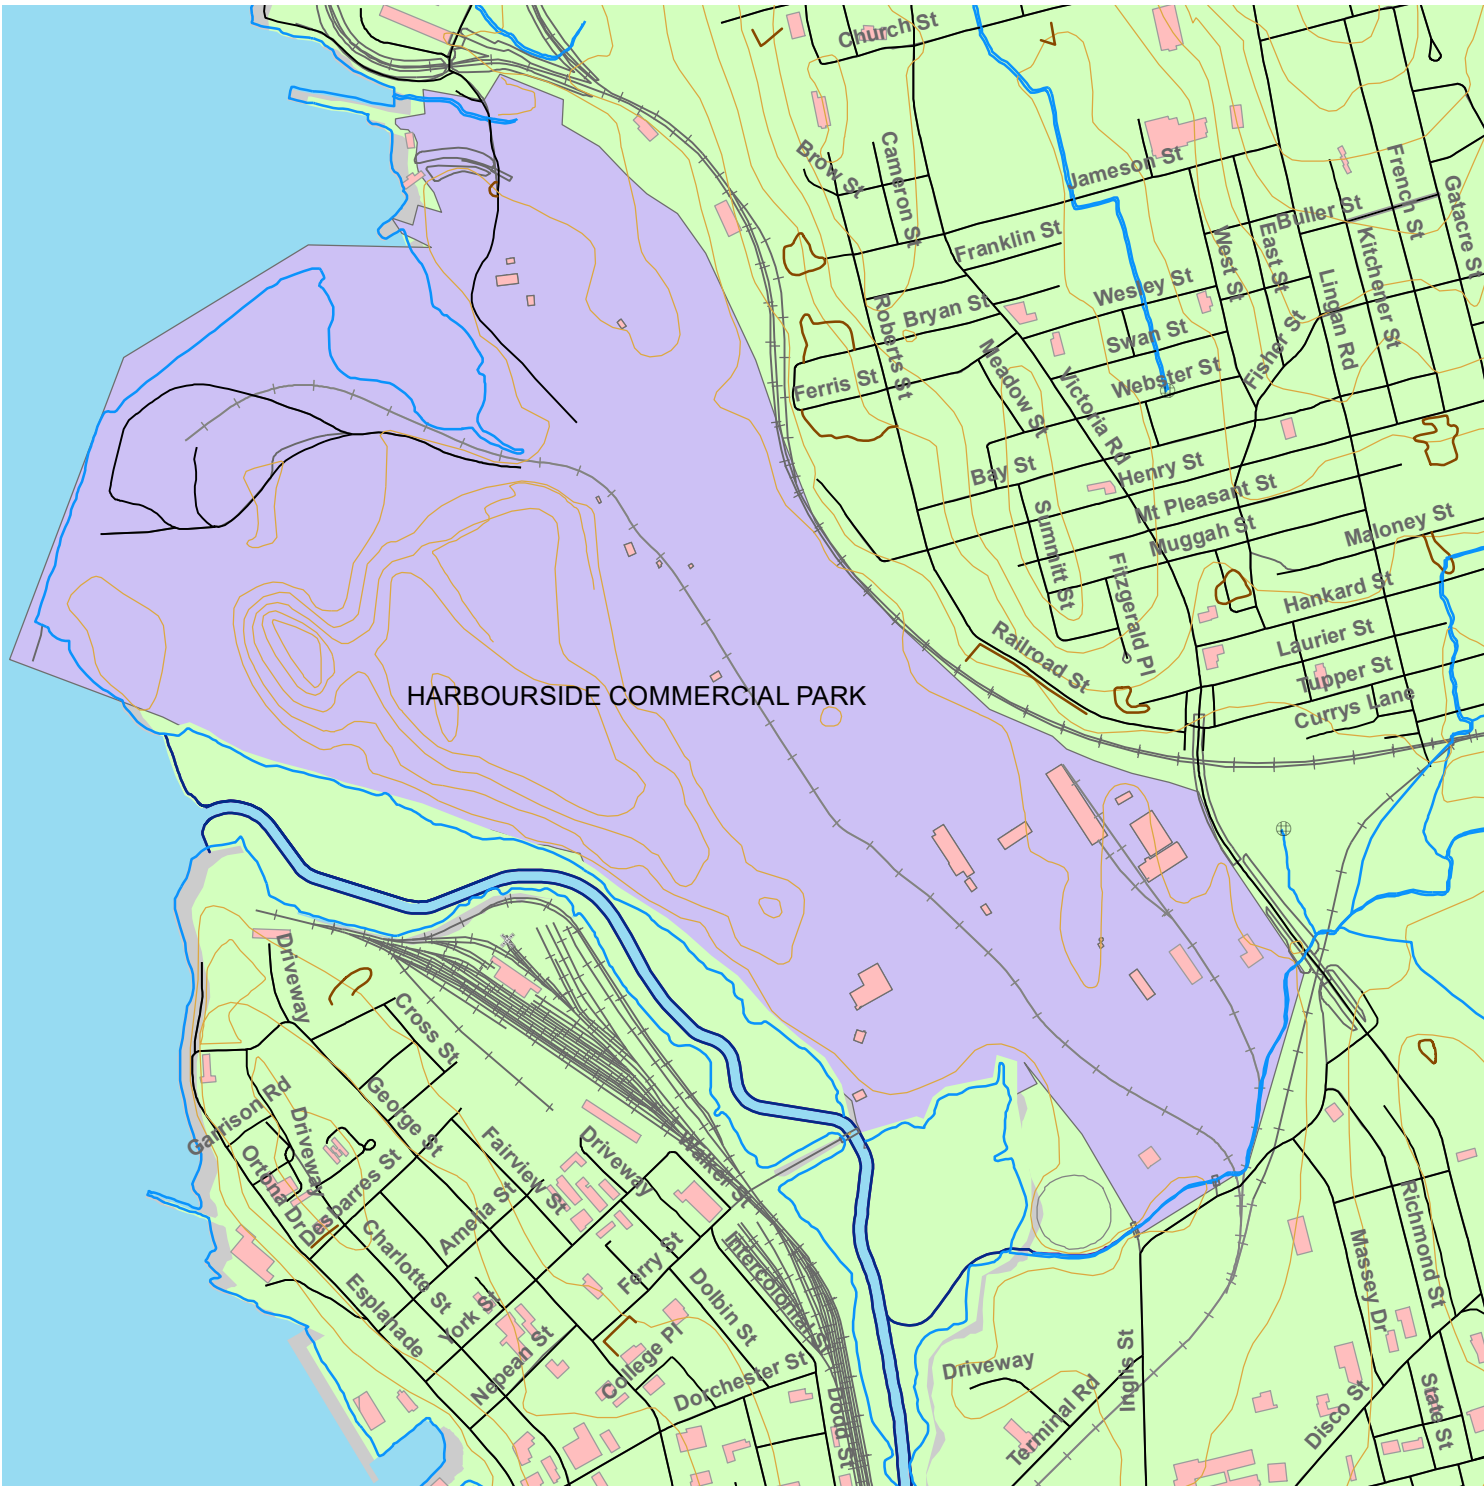 Church St
Brow St
Cameron St
Jameson St
French St
Gatacre St
Buller St
Franklin St
West St
East St
Kitchener St
Wesley St
Lingan Rd
Bryan St
Roberts St
Swan St
Fisher St
Meadow St
Victoria Rd
Webster St
Ferris St
Bay St
Henry St
Mt Pleasant St
Summitt St
Muggah St
Maloney St
Fitzgerald Pl
Hankard St
Railroad St
Laurier St
Tupper St
Currys Lane
HARBOURSIDE COMMERCIAL PARK
Driveway
Cross St
Garrison Rd
Driveway
George St
Fairview St
Driveway
Walker St
Ortona Dr
Desbarres St
Amelia St
Charlotte St
Ferry St
Intercolonial St
Dolbin St
Esplanade
York St
Nepean St
College Pl
Dorchester St
Dodd St
Driveway
Terminal Rd
Inglis St
Massey Dr
Richmond St
Disco St
State St